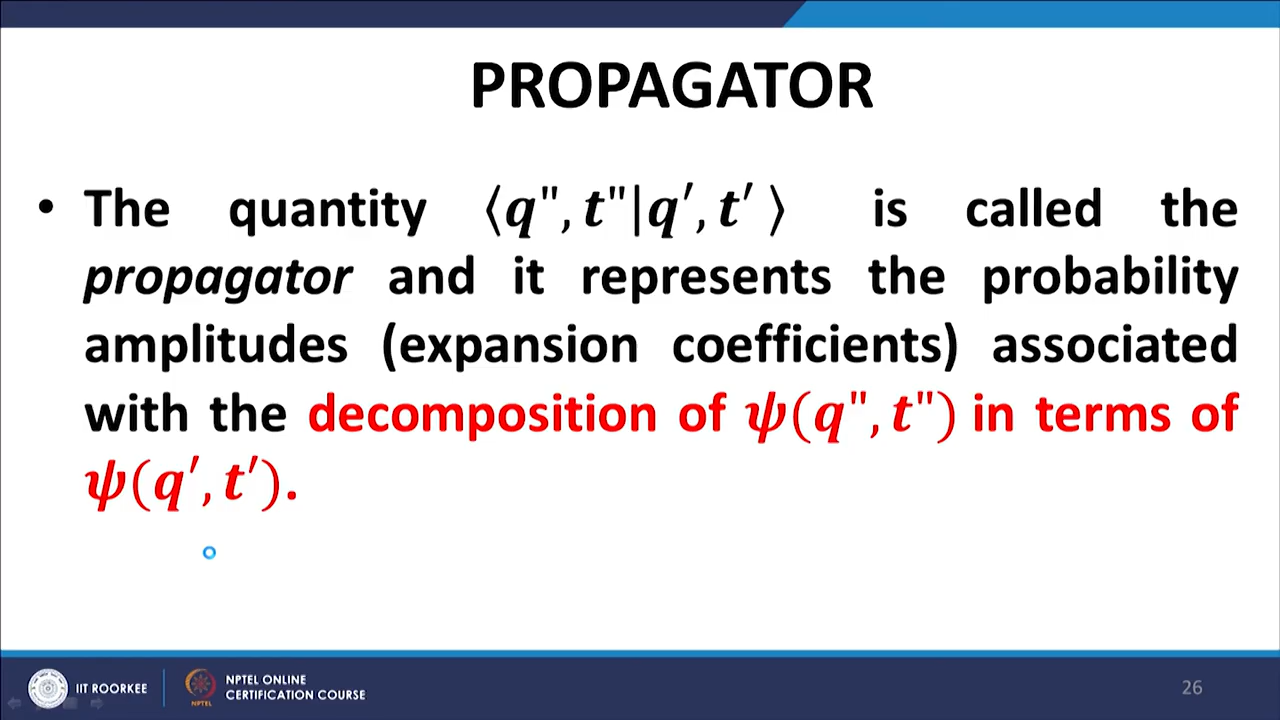 PROPAGATOR
• The quantity ⟨q", t"|q′, t′ ⟩ is called the
propagator and it represents the probability
amplitudes (expansion coefficients) associated
with the decomposition of ψ(q", t") in terms of
ψ(q′, t′).
IIT ROORKEE
NPTEL
NPTEL ONLINE
CERTIFICATION COURSE
26